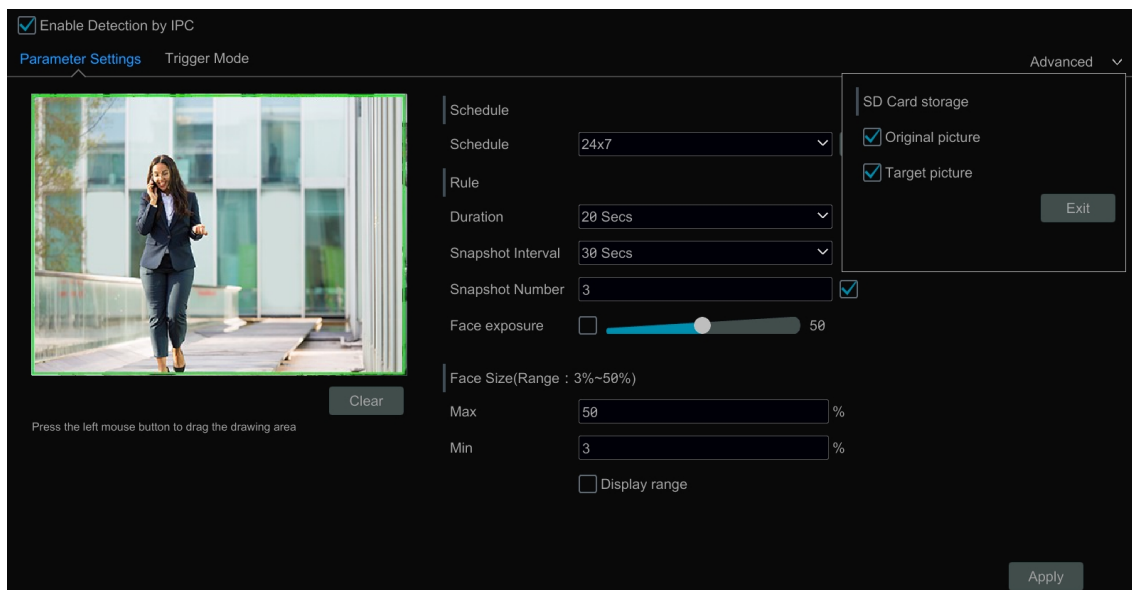 Enable Detection by IPC
Parameter Settings Trigger Mode Advanced
Schedule
Schedule 24x7
Rule
Duration 20 Secs
Snapshot Interval 30 Secs
Snapshot Number 3
Face exposure 50
Face Size(Range : 3%~50%)
Max 50 %
Min 3 %
Display range
SD Card storage
Original picture
Target picture
Exit
Clear
Press the left mouse button to drag the drawing area
Apply